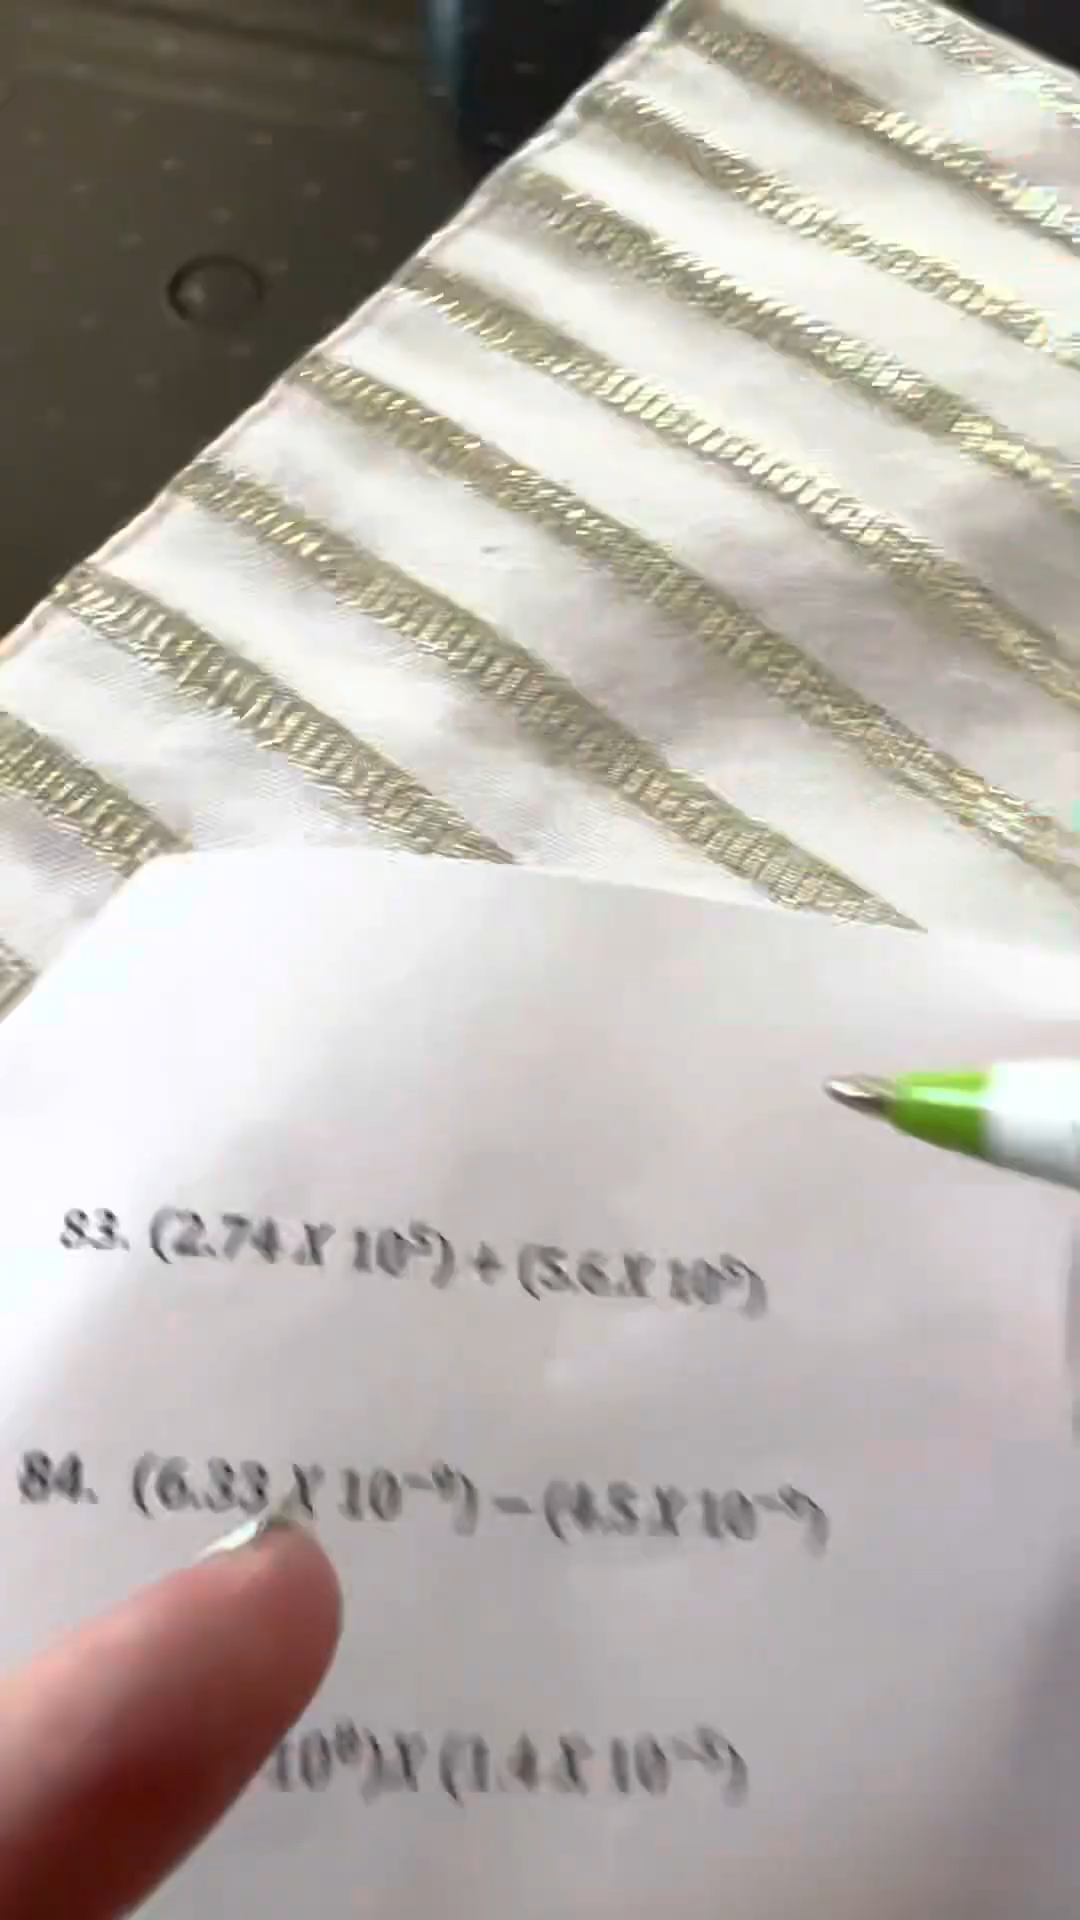 83. (2.74 X 10⁵) + (5.6 X 10⁵)
84. (6.33 X 10⁻⁹) – (4.5 X 10⁻⁹)
10⁸) X (1.4 X 10⁻⁵)